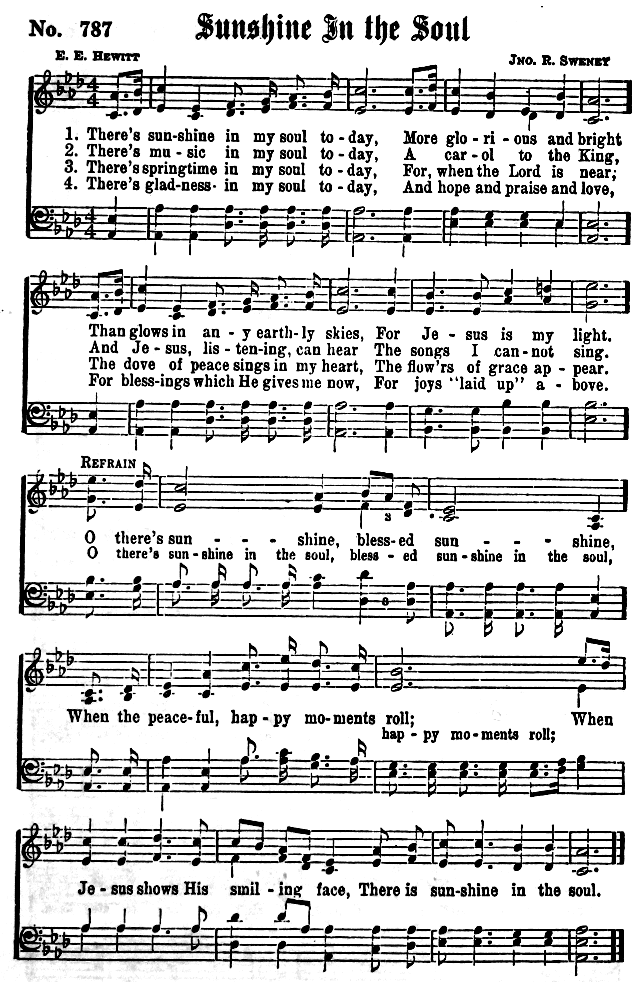 No. 787 Sunshine In the Soul
E. E. Hewitt Jno. R. Sweney
1. There's sun-shine in my soul to-day, More glo-ri-ous and bright
2. There's mu-sic in my soul to-day, A car-ol to the King,
3. There's springtime in my soul to-day, For, when the Lord is near;
4. There's glad-ness in my soul to-day, And hope and praise and love,
Than glows in an-y earth-ly skies, For Je-sus is my light.
And Je-sus, lis-ten-ing, can hear The songs I can-not sing.
The dove of peace sings in my heart, The flow'rs of grace ap-pear.
For bless-ings which He gives me now, For joys "laid up" a-bove.
REFRAIN
O there's sun - - - shine, bless-ed sun - - - shine,
O there's sun-shine in the soul, bless-ed sun-shine in the soul,
When the peace-ful, hap-py mo-ments roll; When
hap-py mo-ments roll;
Je-sus shows His smil-ing face, There is sun-shine in the soul.